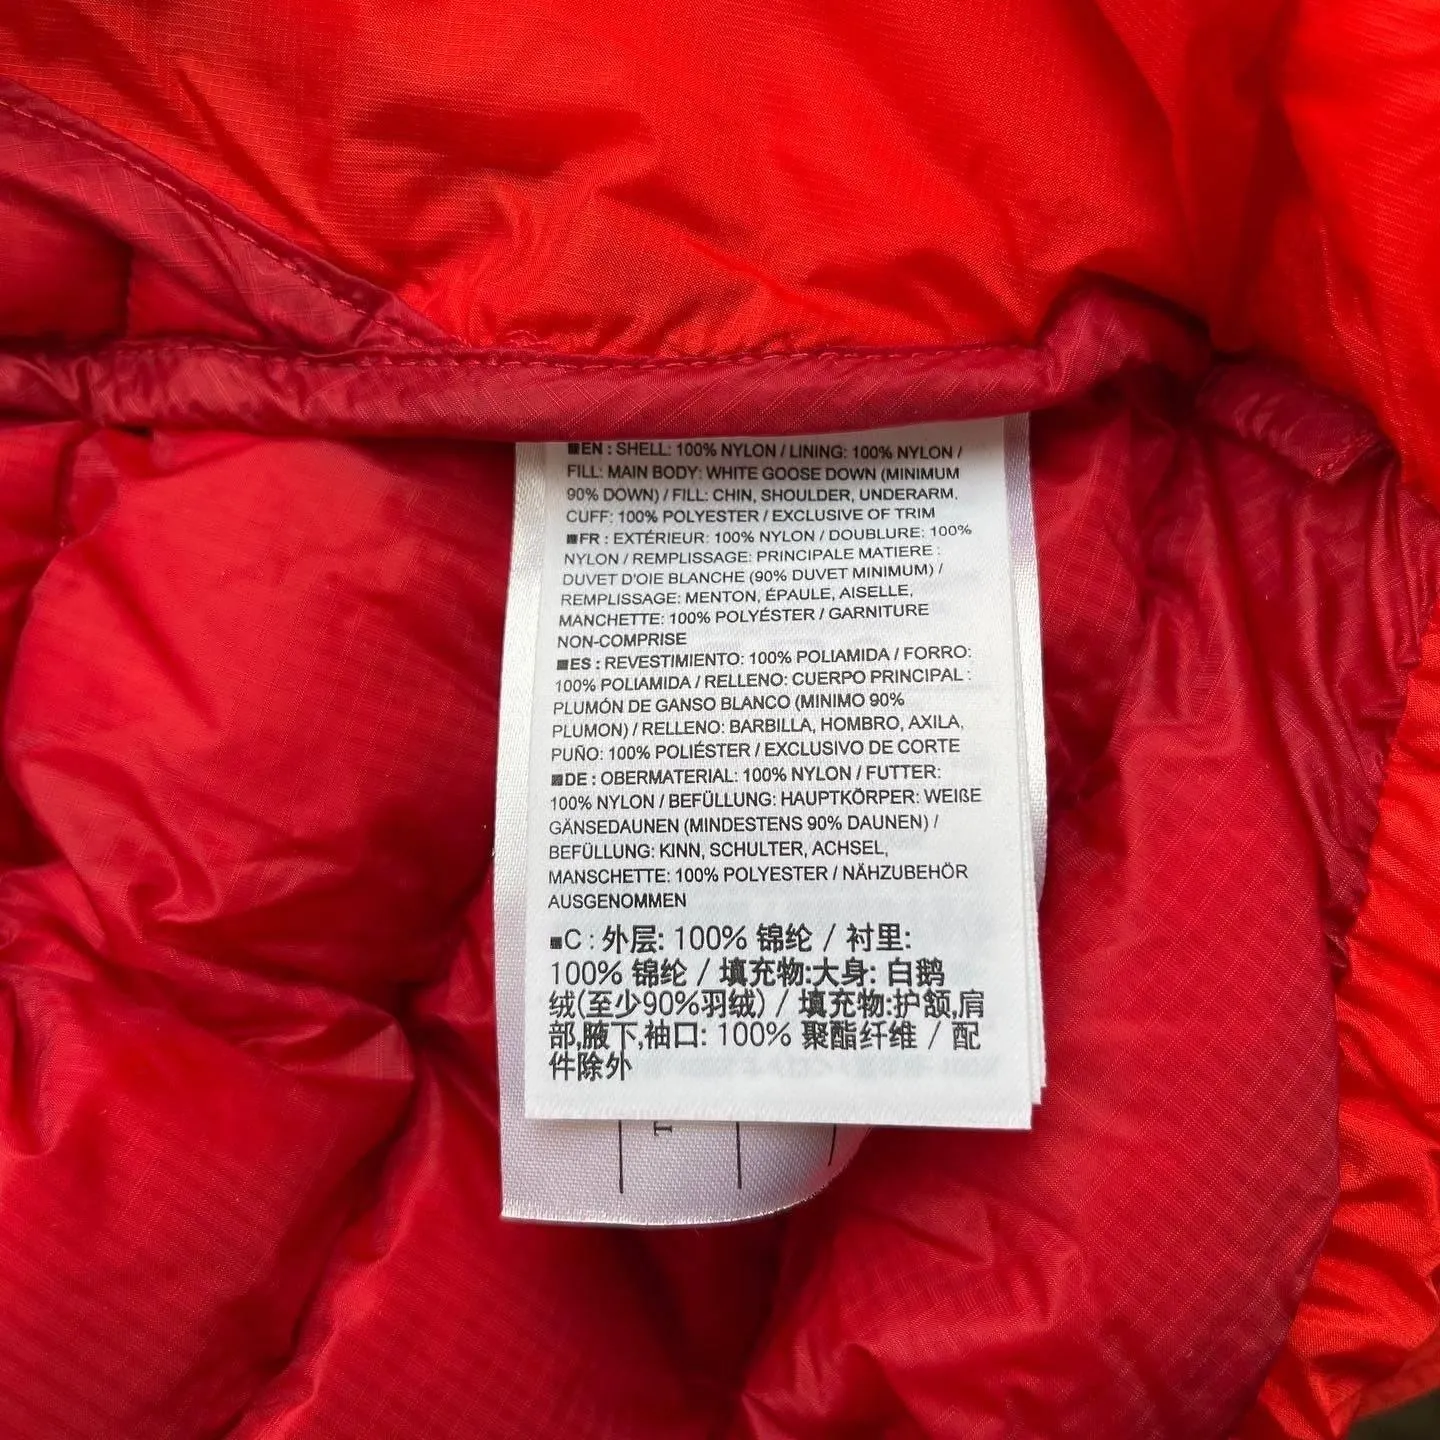 EN : SHELL: 100% NYLON / LINING: 100% NYLON /
FILL: MAIN BODY: WHITE GOOSE DOWN (MINIMUM
90% DOWN) / FILL: CHIN, SHOULDER, UNDERARM,
CUFF: 100% POLYESTER / EXCLUSIVE OF TRIM
FR : EXTÉRIEUR: 100% NYLON / DOUBLURE: 100%
NYLON / REMPLISSAGE: PRINCIPALE MATIERE :
DUVET D'OIE BLANCHE (90% DUVET MINIMUM) /
REMPLISSAGE: MENTON, ÉPAULE, AISELLE,
MANCHETTE: 100% POLYÉSTER / GARNITURE
NON-COMPRISE
ES : REVESTIMIENTO: 100% POLIAMIDA / FORRO:
100% POLIAMIDA / RELLENO: CUERPO PRINCIPAL :
PLUMÓN DE GANSO BLANCO (MINIMO 90%
PLUMON) / RELLENO: BARBILLA, HOMBRO, AXILA,
PUÑO: 100% POLIÉSTER / EXCLUSIVO DE CORTE
DE : OBERMATERIAL: 100% NYLON / FUTTER:
100% NYLON / BEFÜLLUNG: HAUPTKÖRPER: WEIßE
GÄNSEDAUNEN (MINDESTENS 90% DAUNEN) /
BEFÜLLUNG: KINN, SCHULTER, ACHSEL,
MANSCHETTE: 100% POLYESTER / NÄHZUBEHÖR
AUSGENOMMEN
C : 外层: 100% 锦纶 / 衬里:
100% 锦纶 / 填充物:大身: 白鹅
绒(至少90%羽绒) / 填充物:护颔,肩
部,腋下,袖口: 100% 聚酯纤维 / 配
件除外